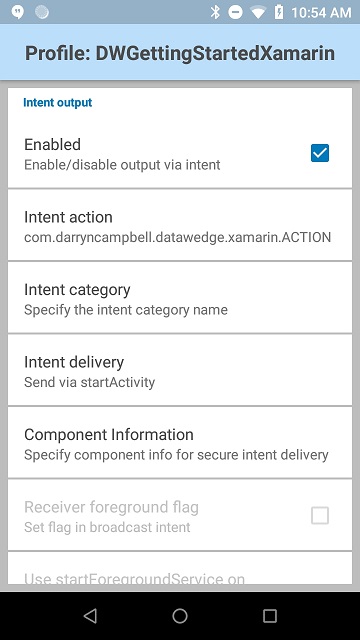 10:54 AM
Profile: DWGettingStartedXamarin
Intent output
Enabled
Enable/disable output via intent
Intent action
com.darryncampbell.datawedge.xamarin.ACTION
Intent category
Specify the intent category name
Intent delivery
Send via startActivity
Component Information
Specify component info for secure intent delivery
Receiver foreground flag
Set flag in broadcast intent
Use startForegroundService on